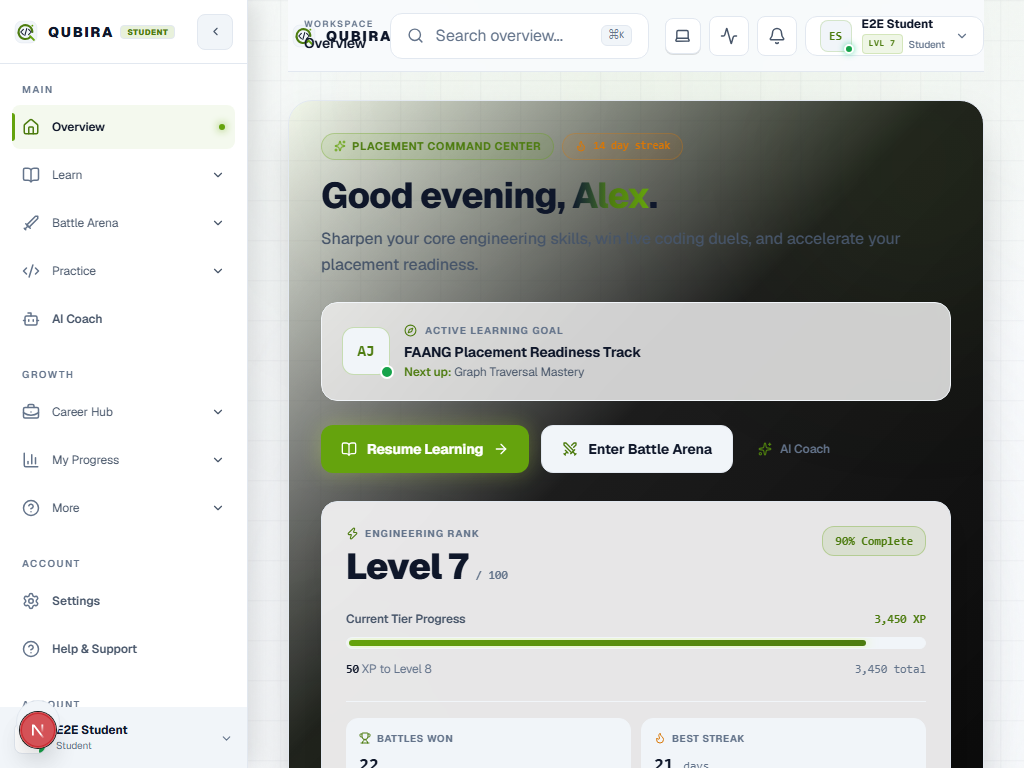 QUBIRA STUDENT
MAIN
Overview
Learn
Battle Arena
Practice
AI Coach
GROWTH
Career Hub
My Progress
More
ACCOUNT
Settings
Help & Support
ACCOUNT
N
E2E Student
Student
WORKSPACE
QUBIRA
Overview
Search overview...
⌘K
ES
E2E Student
LVL 7 Student
PLACEMENT COMMAND CENTER
14 day streak
Good evening, Alex.
Sharpen your core engineering skills, win live coding duels, and accelerate your
placement readiness.
AJ
ACTIVE LEARNING GOAL
FAANG Placement Readiness Track
Next up: Graph Traversal Mastery
Resume Learning
Enter Battle Arena
AI Coach
ENGINEERING RANK
90% Complete
Level 7 / 100
Current Tier Progress
3,450 XP
50 XP to Level 8
3,450 total
BATTLES WON
22
BEST STREAK
21 days